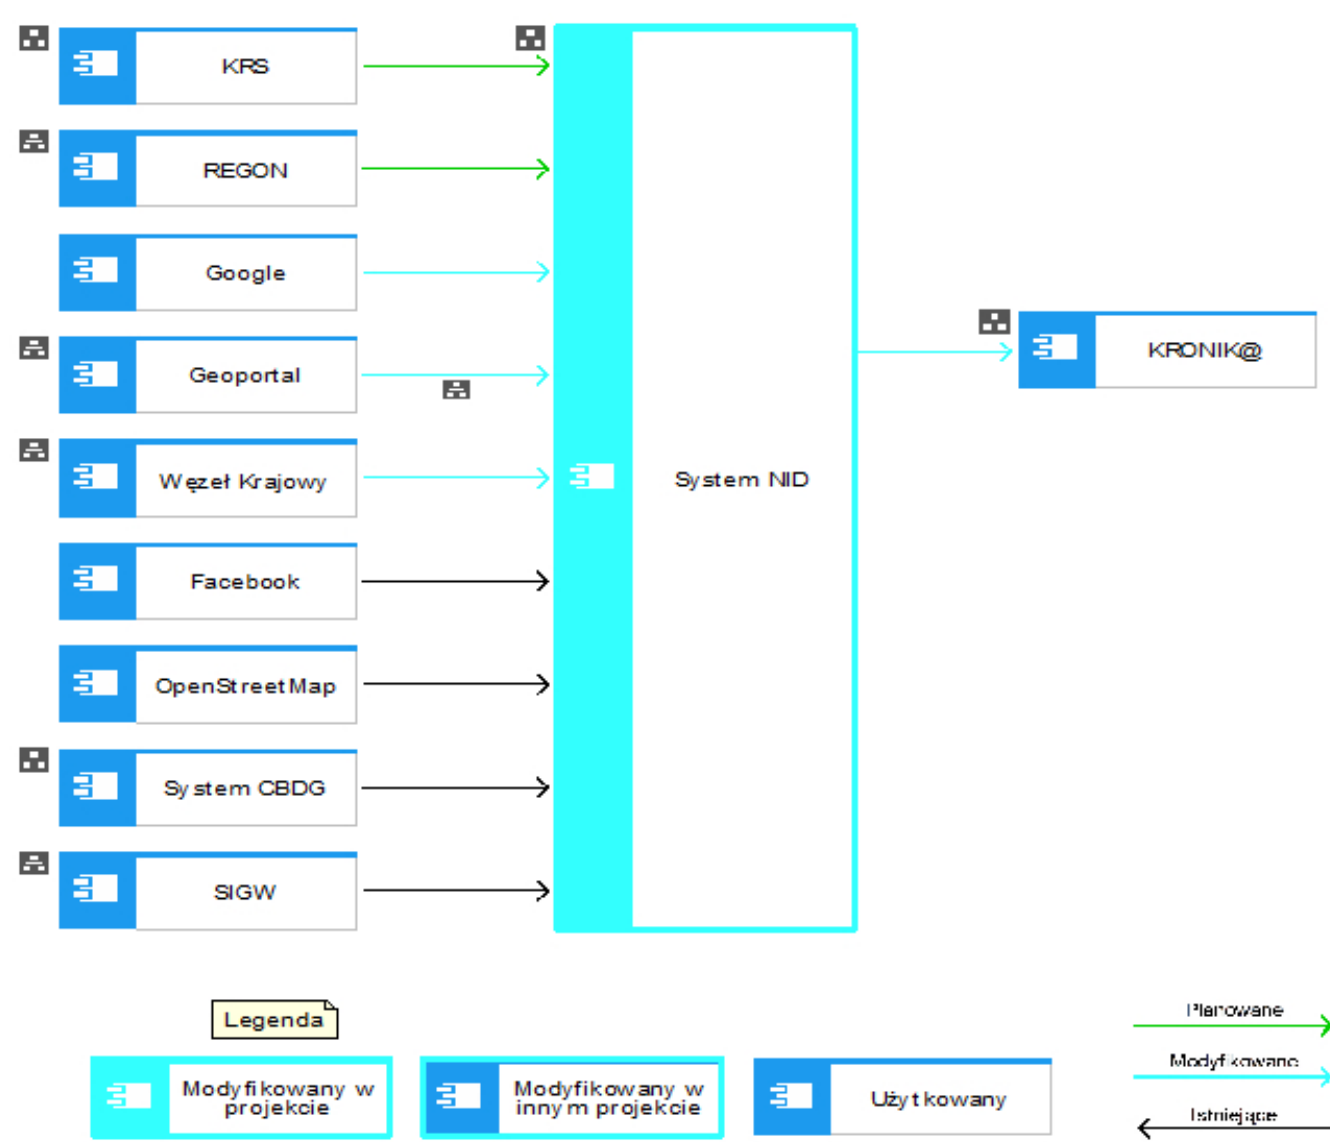 KRS
REGON
Google
Geoportal
Węzeł Krajowy
Facebook
OpenStreetMap
System CBDG
SIGW
System NID
KRONIK@
Legenda
Modyfikowany w
projekcie
Modyfikowany w
innym projekcie
Użytkowany
Planowane
Modyfikowane
Istniejące